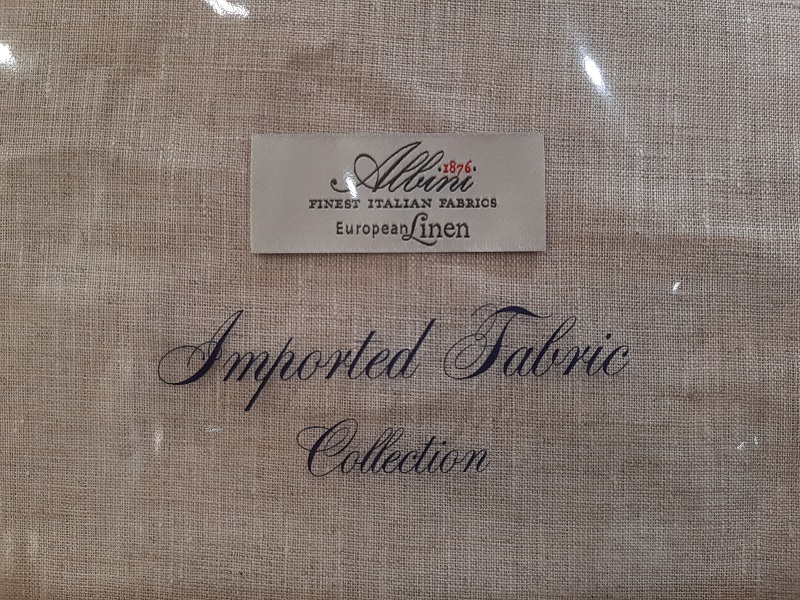 Albini 1876
FINEST ITALIAN FABRICS
European Linen
Imported Fabric
Collection